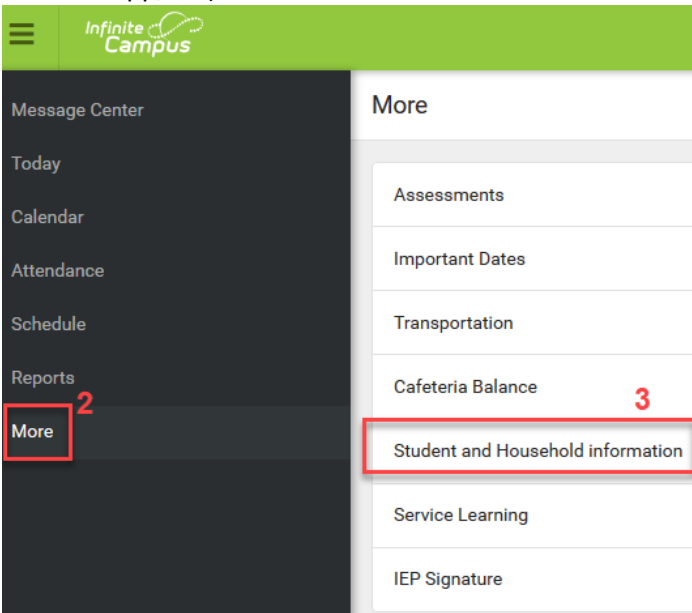 Infinite
Campus
Message Center
Today
Calendar
Attendance
Schedule
Reports
2
More
More
Assessments
Important Dates
Transportation
Cafeteria Balance
3
Student and Household information
Service Learning
IEP Signature